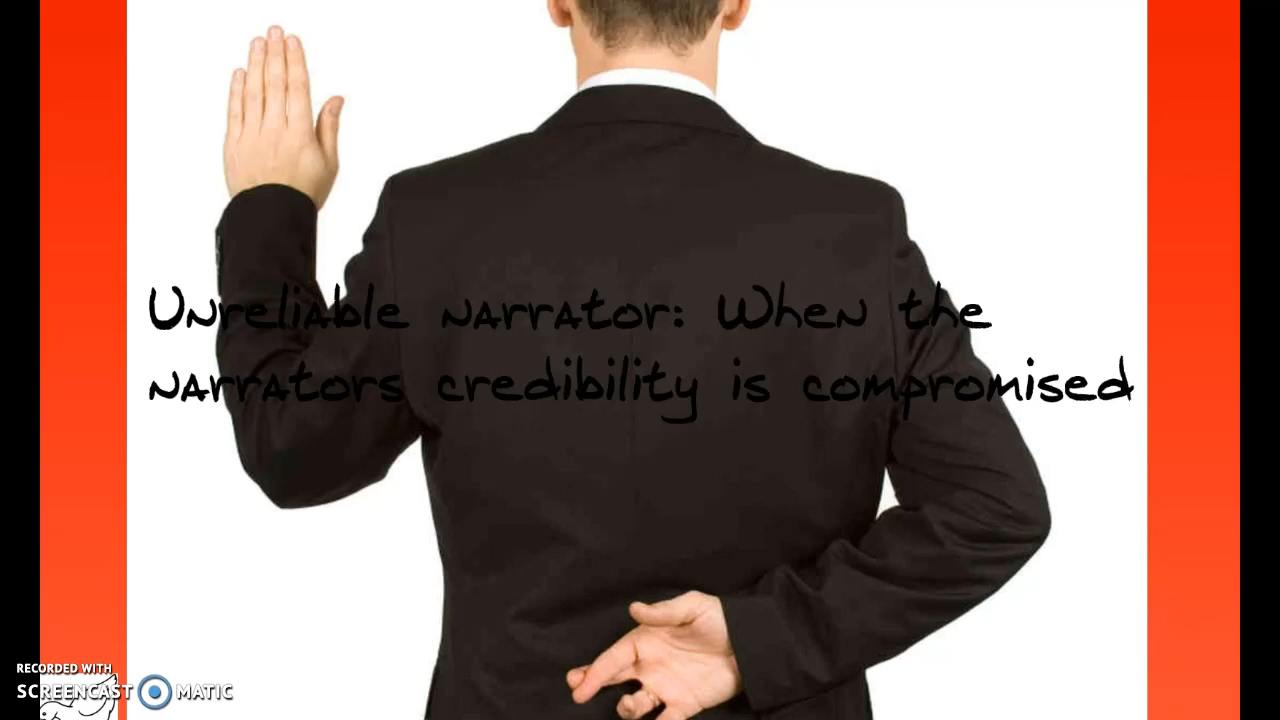 Unreliable narrator: When the
narrators credibility is compromised
RECORDED WITH
SCREENCAST MATIC